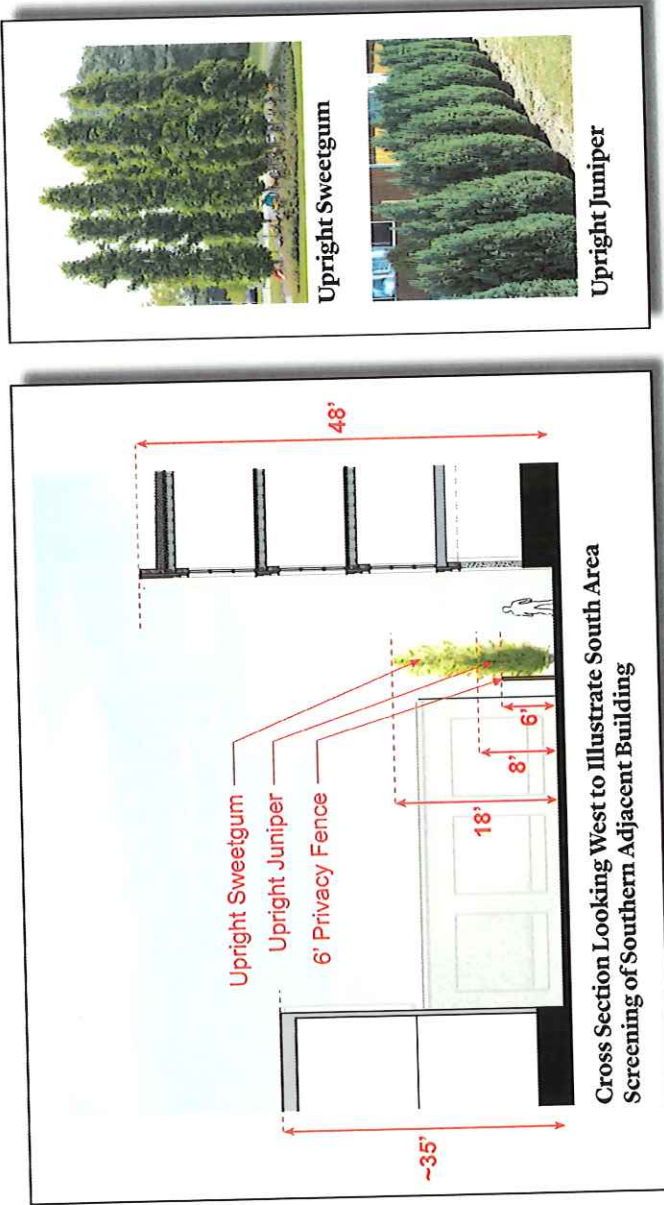 Upright Sweetgum
Upright Juniper
6' Privacy Fence
~35'
18'
8'
6'
48'
Cross Section Looking West to Illustrate South Area
Screening of Southern Adjacent Building
Upright Sweetgum
Upright Juniper